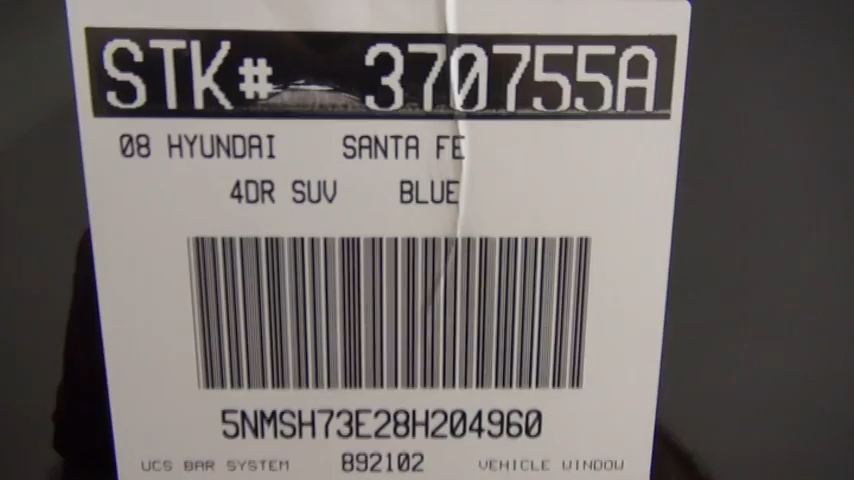 STK# 370755A
08 HYUNDAI SANTA FE
4DR SUV BLUE
5NMSH73E28H204960
UCS BAR SYSTEM 892102 VEHICLE WINDOW